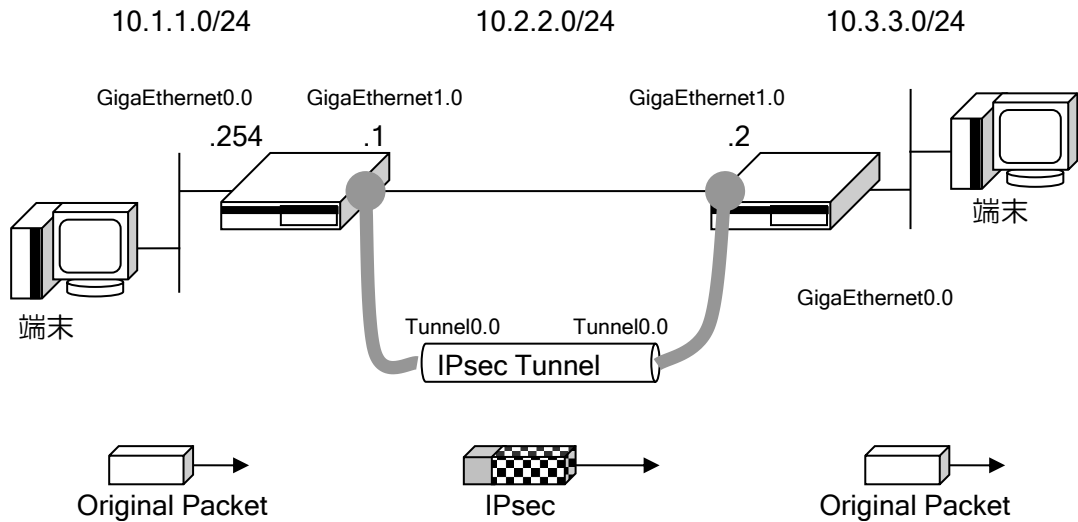 10.1.1.0/24
10.2.2.0/24
10.3.3.0/24
GigaEthernet0.0
GigaEthernet1.0
GigaEthernet1.0
.254
.1
.2
端末
GigaEthernet0.0
端末
Tunnel0.0
Tunnel0.0
IPsec Tunnel
Original Packet
IPsec
Original Packet